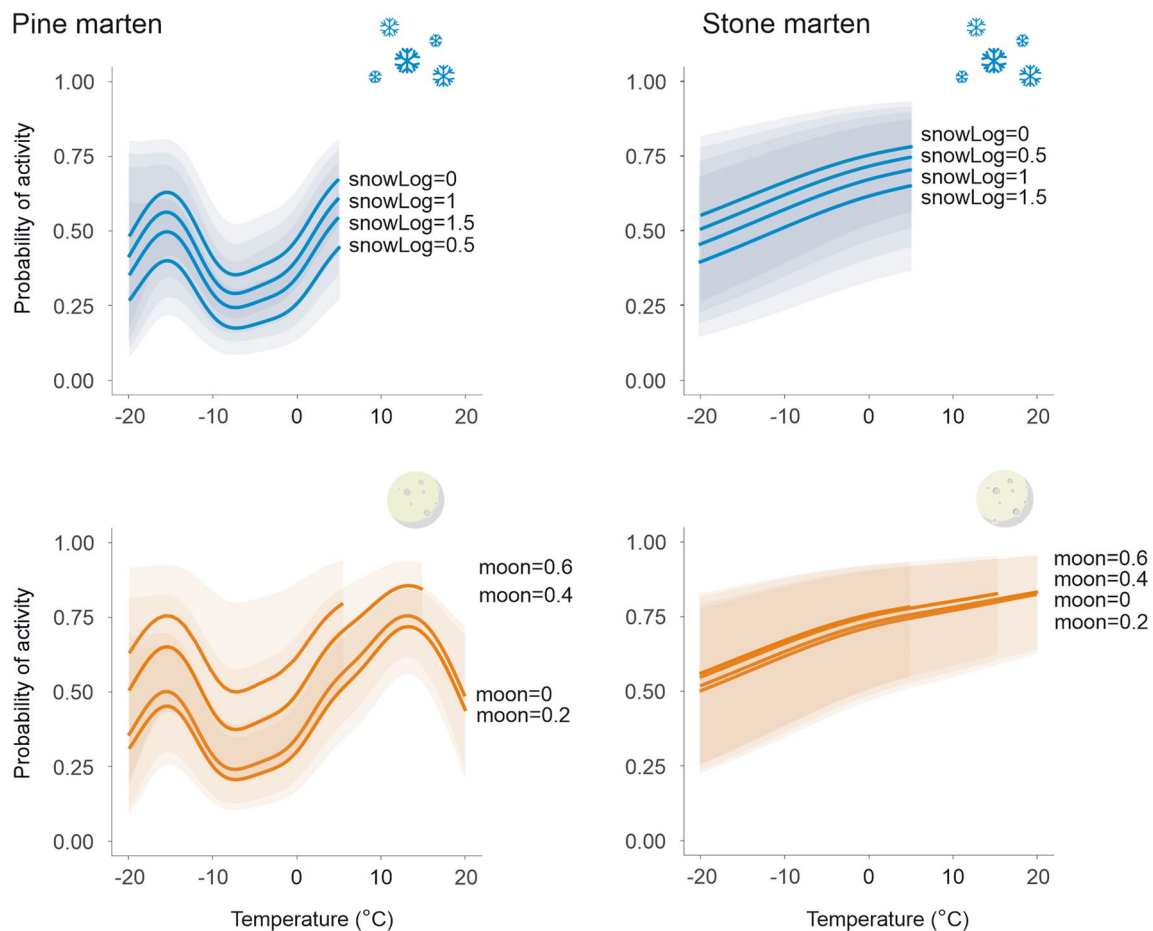 Pine marten
Stone marten
Probability of activity
1.00
0.75
0.50
0.25
0.00
-20
-10
0
10
20
snowLog=0
snowLog=1
snowLog=1.5
snowLog=0.5
1.00
0.75
0.50
0.25
0.00
-20
-10
0
10
20
snowLog=0
snowLog=0.5
snowLog=1
snowLog=1.5
Probability of activity
1.00
0.75
0.50
0.25
0.00
-20
-10
0
10
20
moon=0.6
moon=0.4
moon=0
moon=0.2
Temperature (°C)
1.00
0.75
0.50
0.25
0.00
-20
-10
0
10
20
moon=0.6
moon=0.4
moon=0
moon=0.2
Temperature (°C)